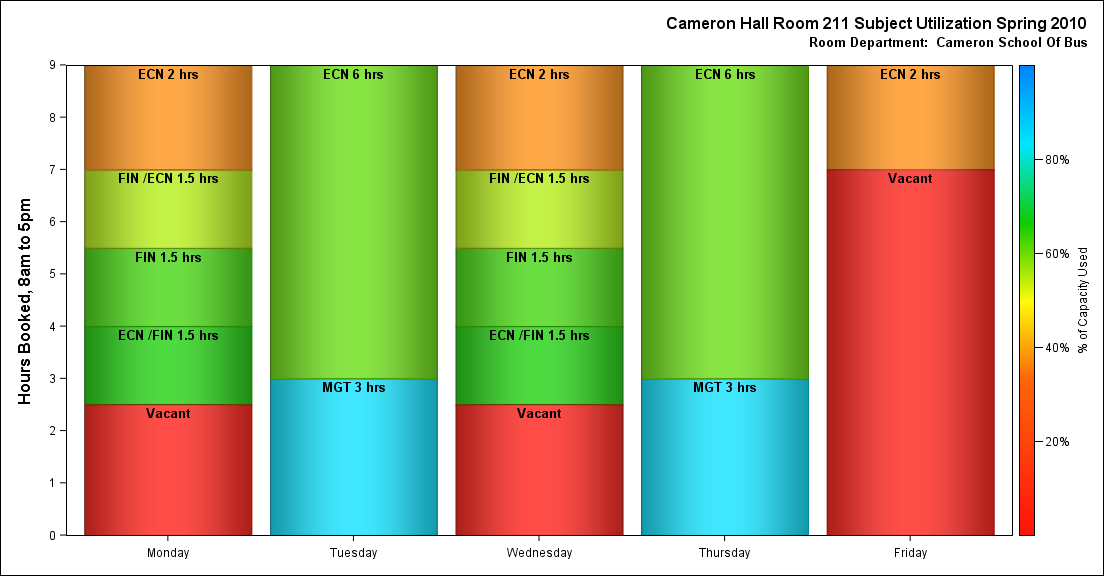 Cameron Hall Room 211 Subject Utilization Spring 2010
Room Department:  Cameron School Of Bus
Hours Booked, 8am to 5pm
9
8
7
6
5
4
3
2
1
0
ECN 2 hrs
FIN /ECN 1.5 hrs
FIN 1.5 hrs
ECN /FIN 1.5 hrs
Vacant
ECN 6 hrs
MGT 3 hrs
ECN 2 hrs
FIN /ECN 1.5 hrs
FIN 1.5 hrs
ECN /FIN 1.5 hrs
Vacant
ECN 6 hrs
MGT 3 hrs
ECN 2 hrs
Vacant
Monday
Tuesday
Wednesday
Thursday
Friday
80%
60%
40%
20%
% of Capacity Used